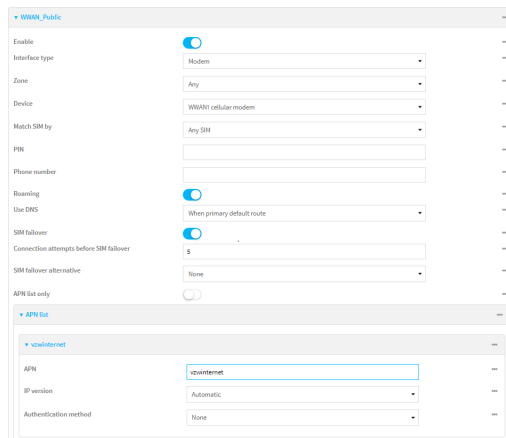 WWAN_Public
Enable
Interface type Modem
Zone Any
Device WWAN1 cellular modem
Match SIM by Any SIM
PIN
Phone number
Roaming
Use DNS When primary default route
SIM failover
Connection attempts before SIM failover 5
SIM failover alternative None
APN list only
APN list
vzwinternet
APN vzwinternet
IP version Automatic
Authentication method None